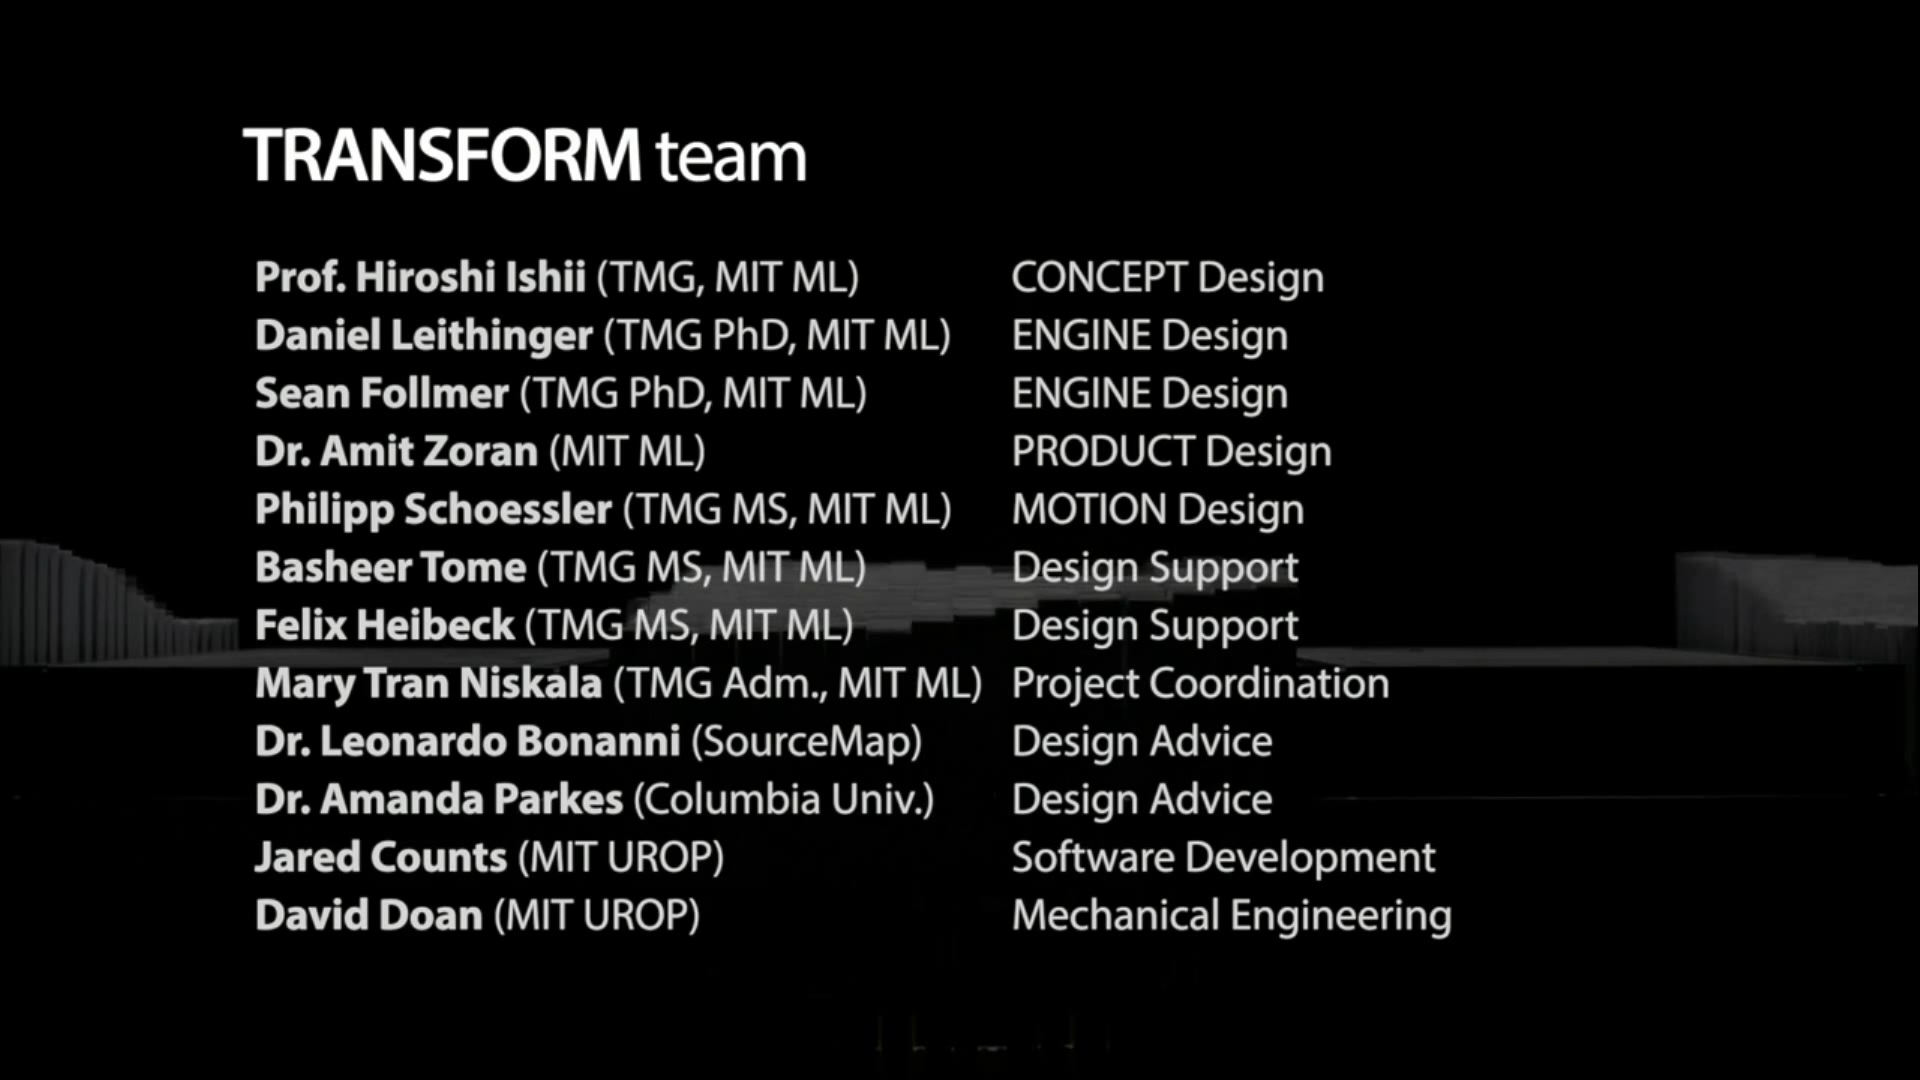 TRANSFORM team
Prof. Hiroshi Ishii (TMG, MIT ML) CONCEPT Design
Daniel Leithinger (TMG PhD, MIT ML) ENGINE Design
Sean Follmer (TMG PhD, MIT ML) ENGINE Design
Dr. Amit Zoran (MIT ML) PRODUCT Design
Philipp Schoessler (TMG MS, MIT ML) MOTION Design
Basheer Tome (TMG MS, MIT ML) Design Support
Felix Heibeck (TMG MS, MIT ML) Design Support
Mary Tran Niskala (TMG Adm., MIT ML) Project Coordination
Dr. Leonardo Bonanni (SourceMap) Design Advice
Dr. Amanda Parkes (Columbia Univ.) Design Advice
Jared Counts (MIT UROP) Software Development
David Doan (MIT UROP) Mechanical Engineering